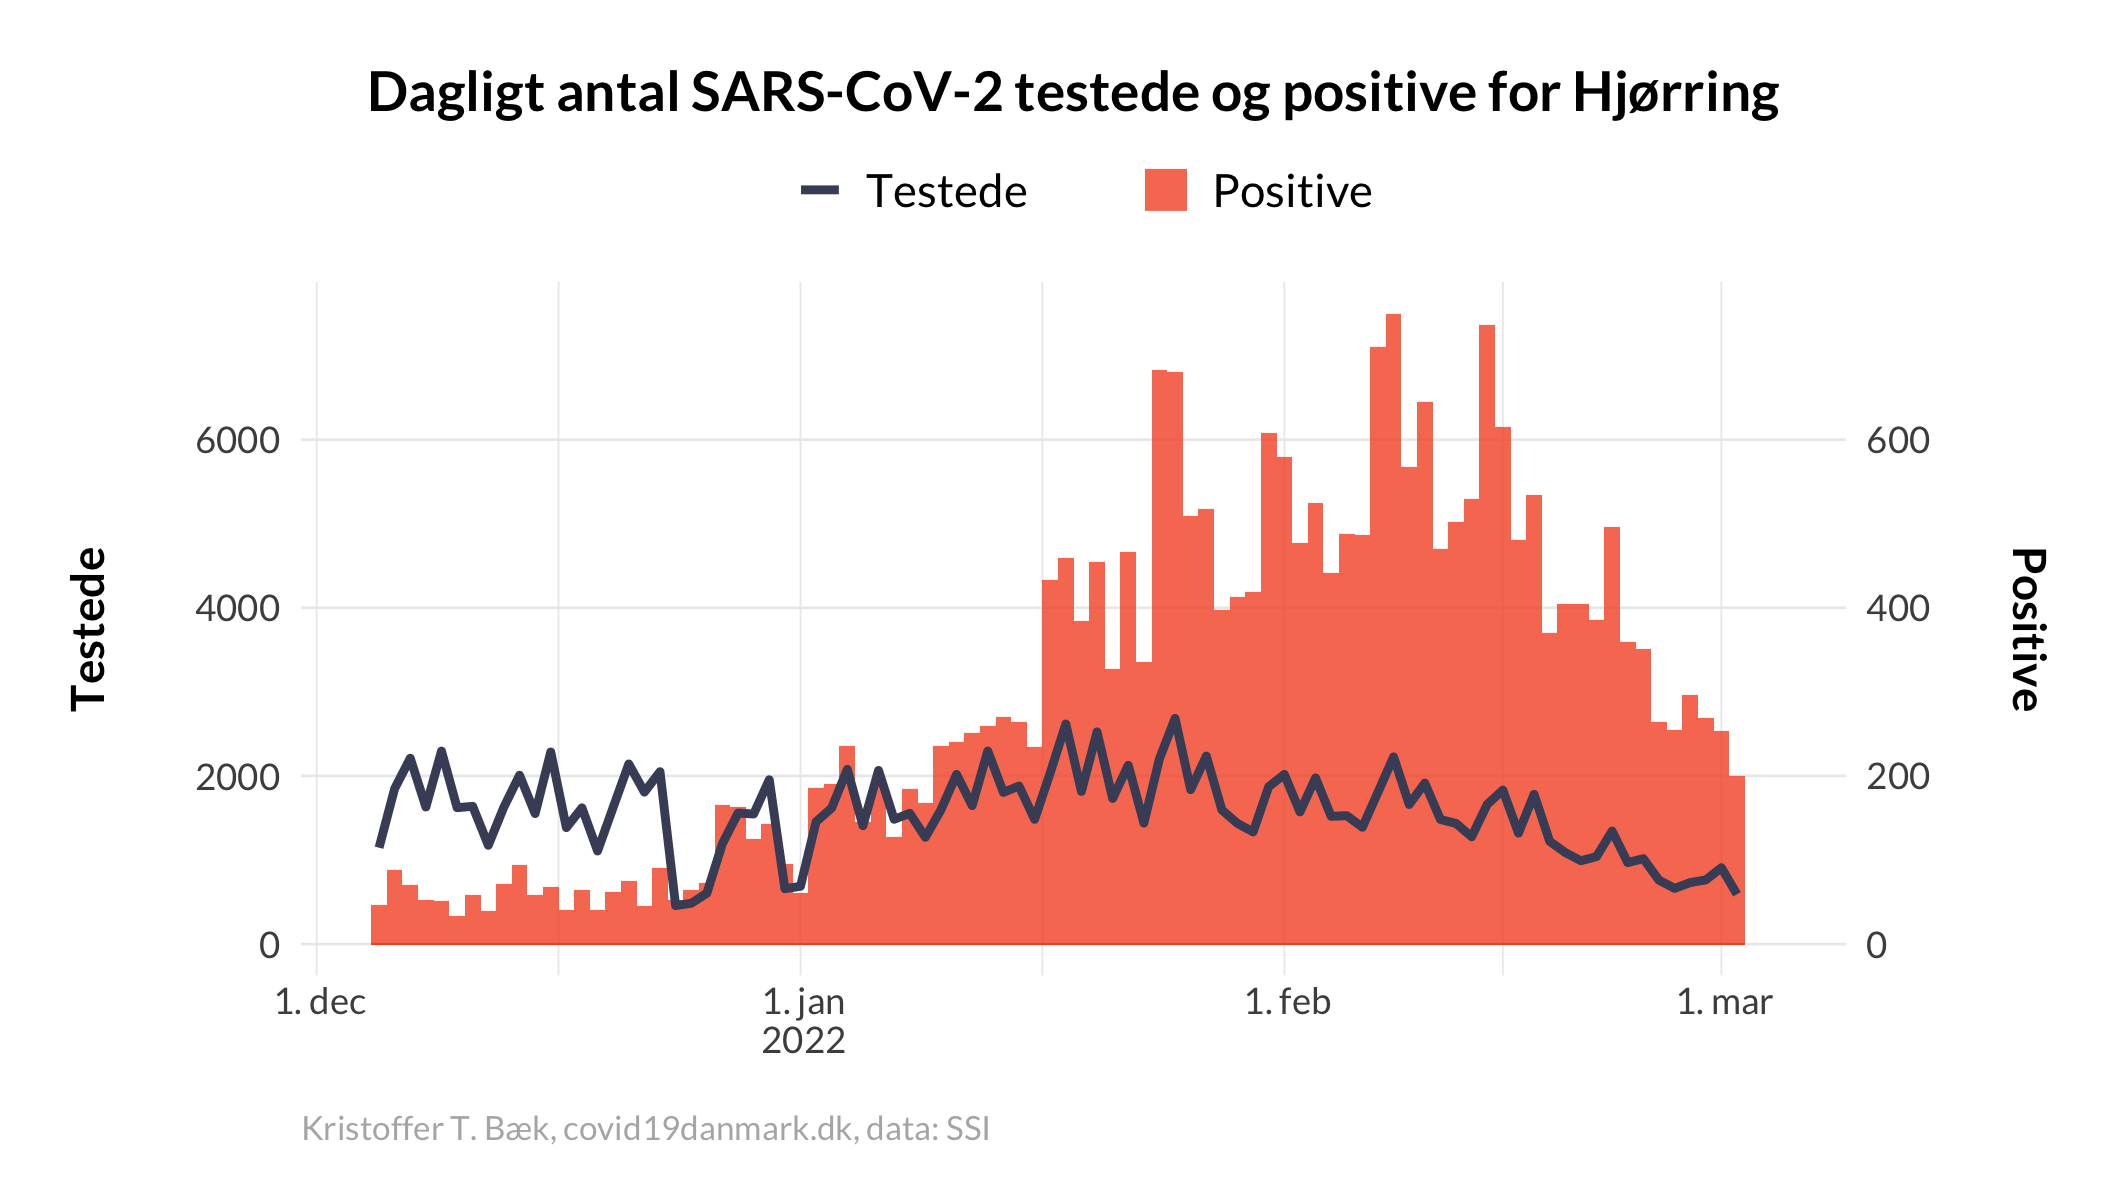 Dagligt antal SARS-CoV-2 testede og positive for Hjørring
Testede
Positive
6000
4000
2000
0
Testede
600
400
200
0
Positive
1. dec
1. jan
2022
1. feb
1. mar
Kristoffer T. Bæk, covid19danmark.dk, data: SSI